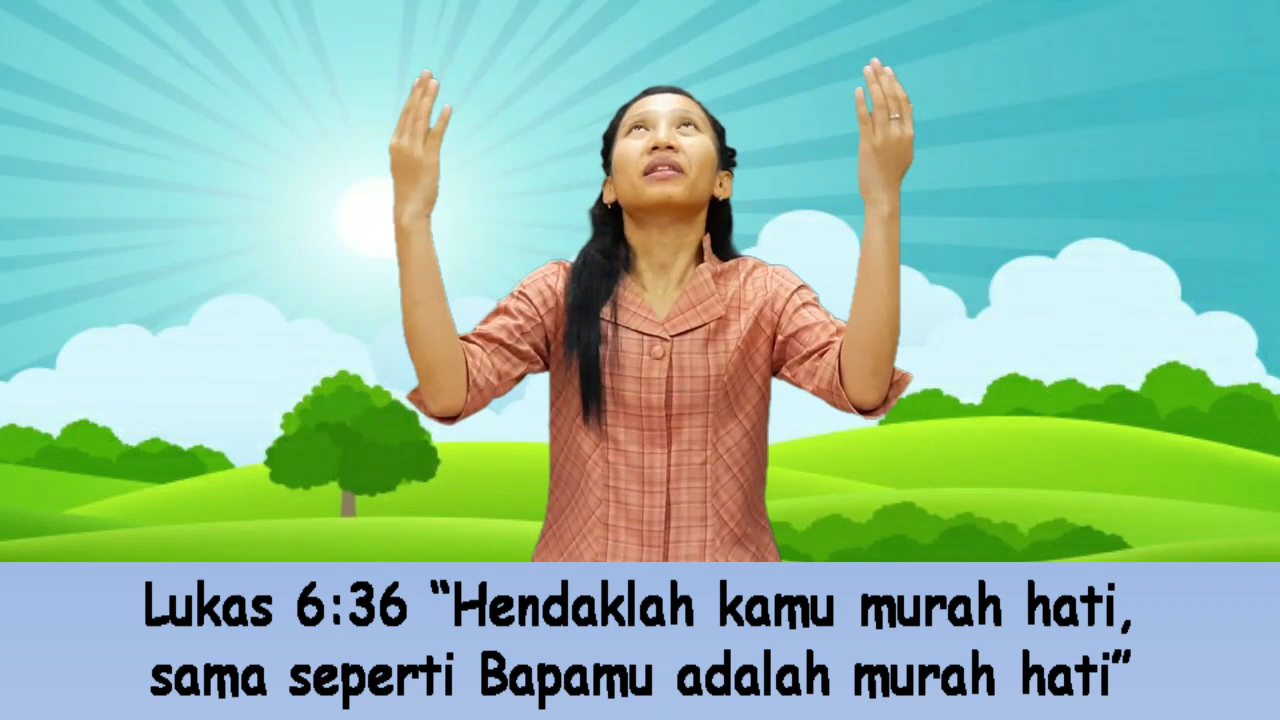 Lukas 6:36 “Hendaklah kamu murah hati,
sama seperti Bapamu adalah murah hati”